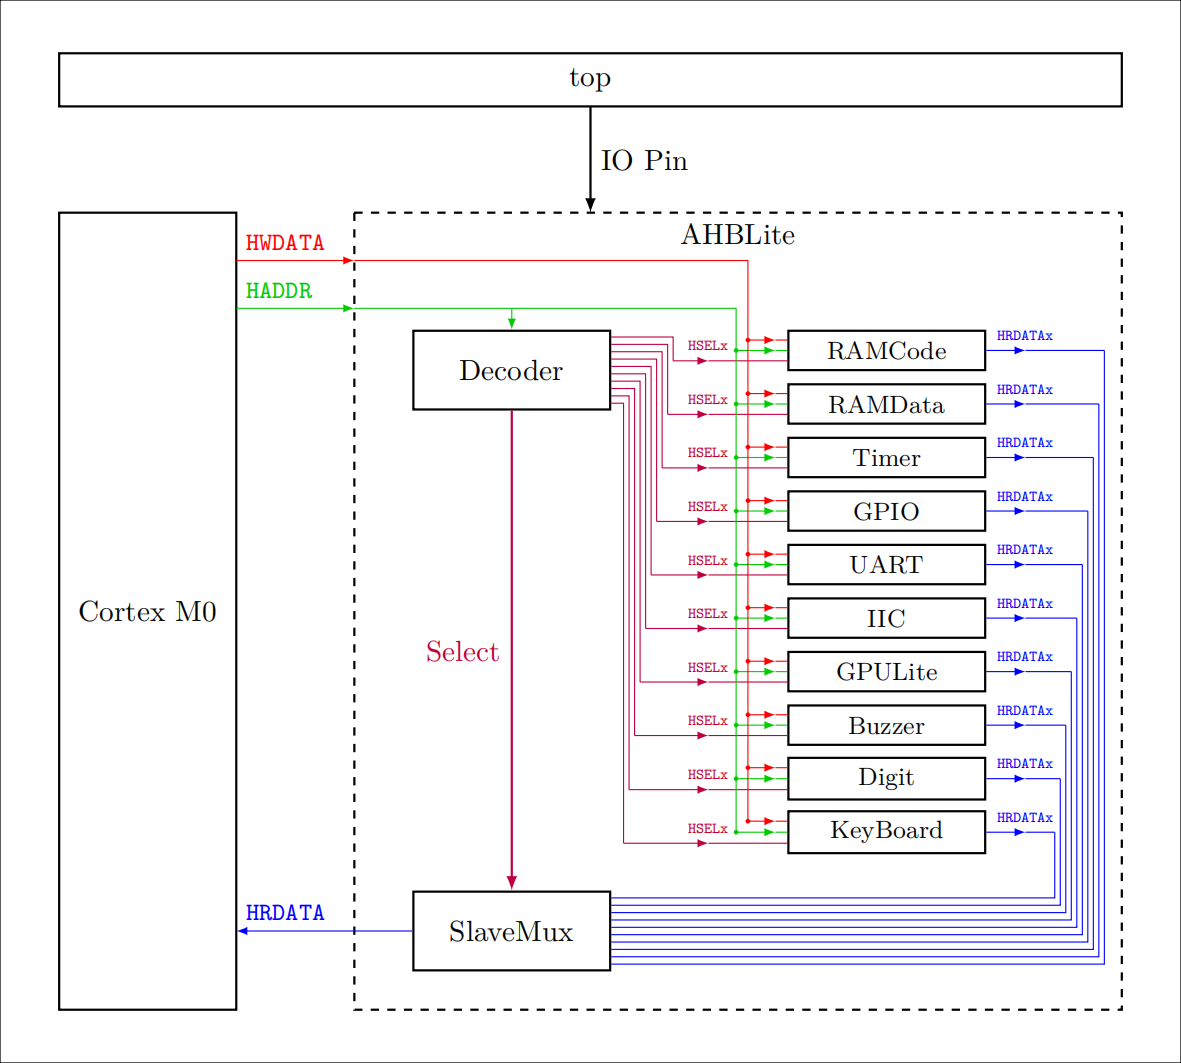 top
IO Pin
AHBLite
HWDATA
HADDR
Decoder
HSELx
RAMCode
HRDATAx
HSELx
RAMData
HRDATAx
HSELx
Timer
HRDATAx
HSELx
GPIO
HRDATAx
HSELx
UART
HRDATAx
Cortex M0
HSELx
IIC
HRDATAx
Select
HSELx
GPULite
HRDATAx
HSELx
Buzzer
HRDATAx
HSELx
Digit
HRDATAx
HSELx
KeyBoard
HRDATAx
HRDATA
SlaveMux